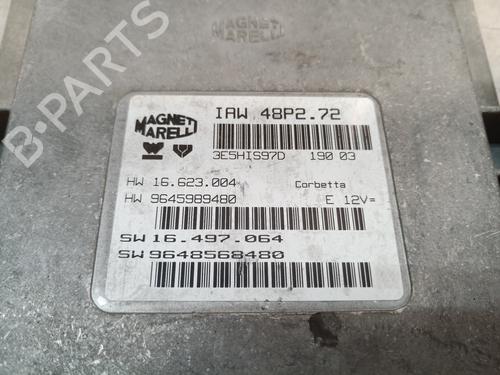 MAGNETI
MARELLI
MAGNETI
MARELLI
IAW 48P2.72
3E5HIS97D 190 03
HW 16.623.004 Corbetta
HW 9645989480 E 12V=
SW 16.497.064
SW 9648568480
B-PARTS